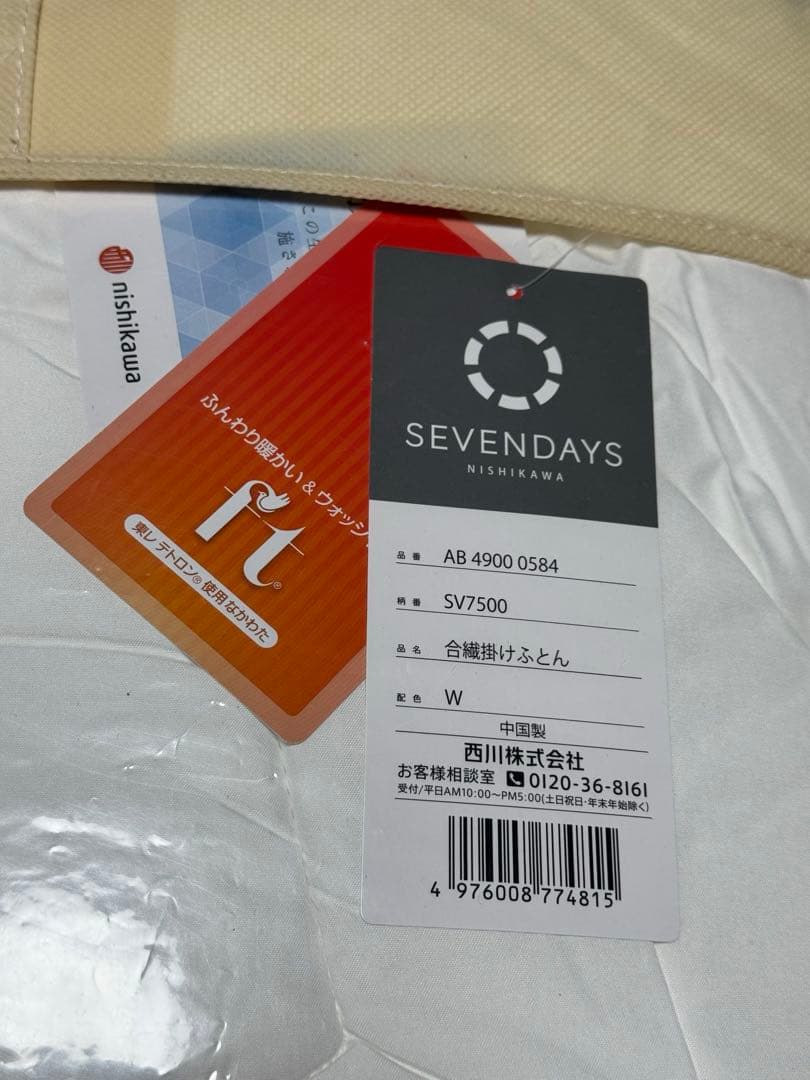 nishikawa
この
施さ
ふんわり暖かい&ウォッシ
ft®
東レ テトロン® 使用なかわた
SEVENDAYS
NISHIKAWA
品番 AB 4900 0584
柄番 SV7500
品名 合繊掛けふとん
配色 W
中国製
西川株式会社
お客様相談室 0120-36-8161
受付/平日AM10:00～PM5:00(土日祝日・年末年始除く)
4 976008 774815